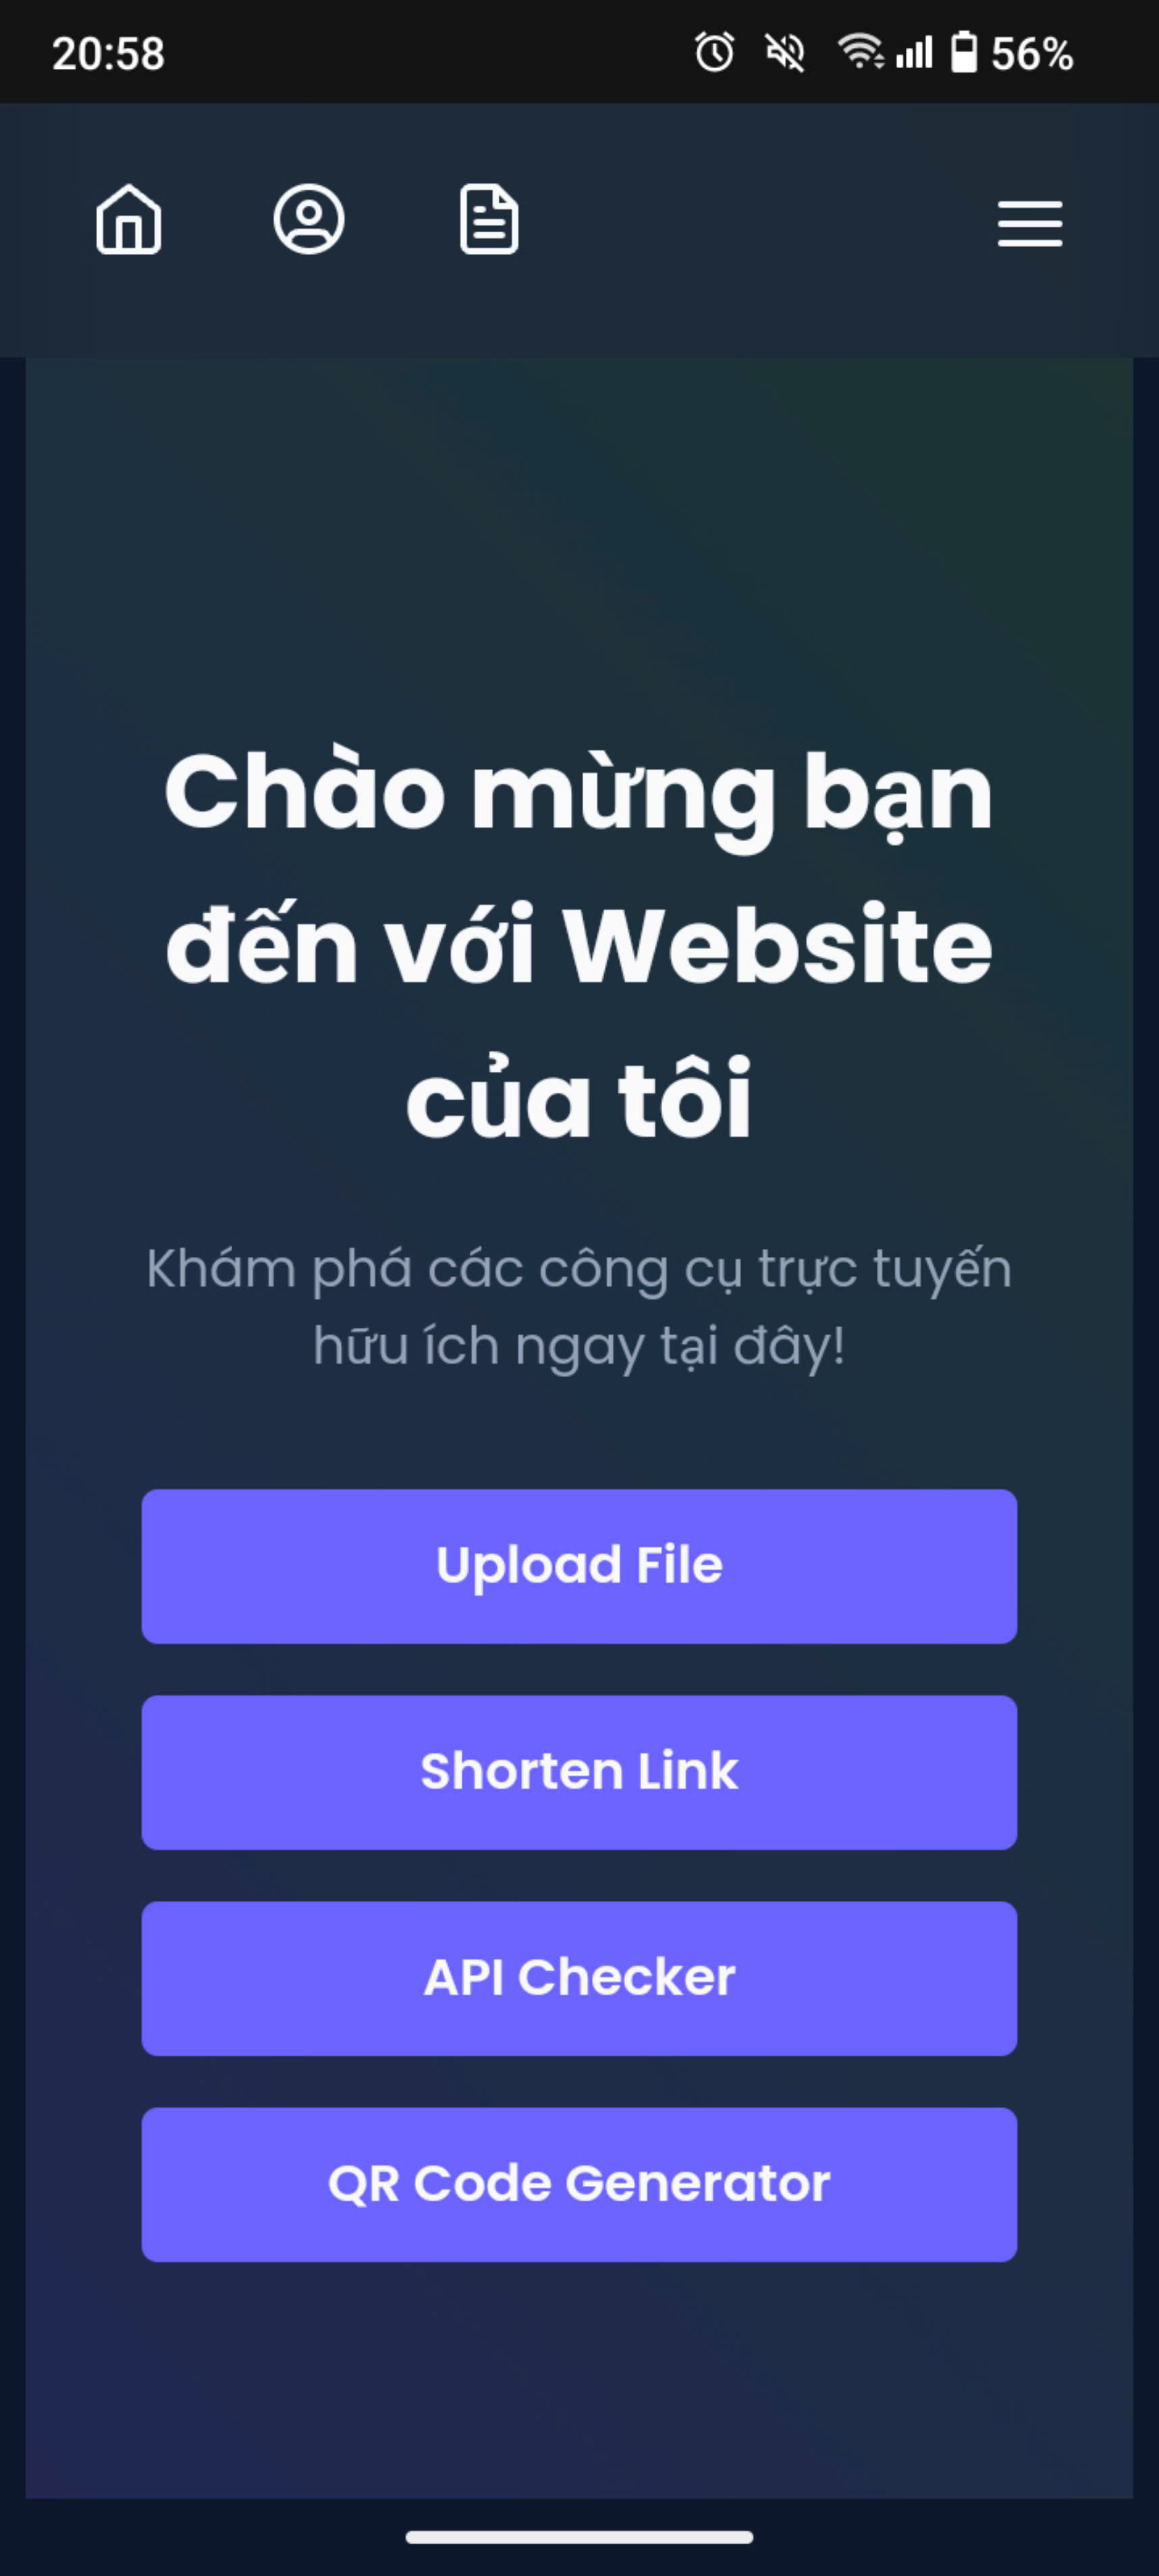 20:58
56%
Chào mừng bạn
đến với Website
của tôi
Khám phá các công cụ trực tuyến
hữu ích ngay tại đây!
Upload File
Shorten Link
API Checker
QR Code Generator